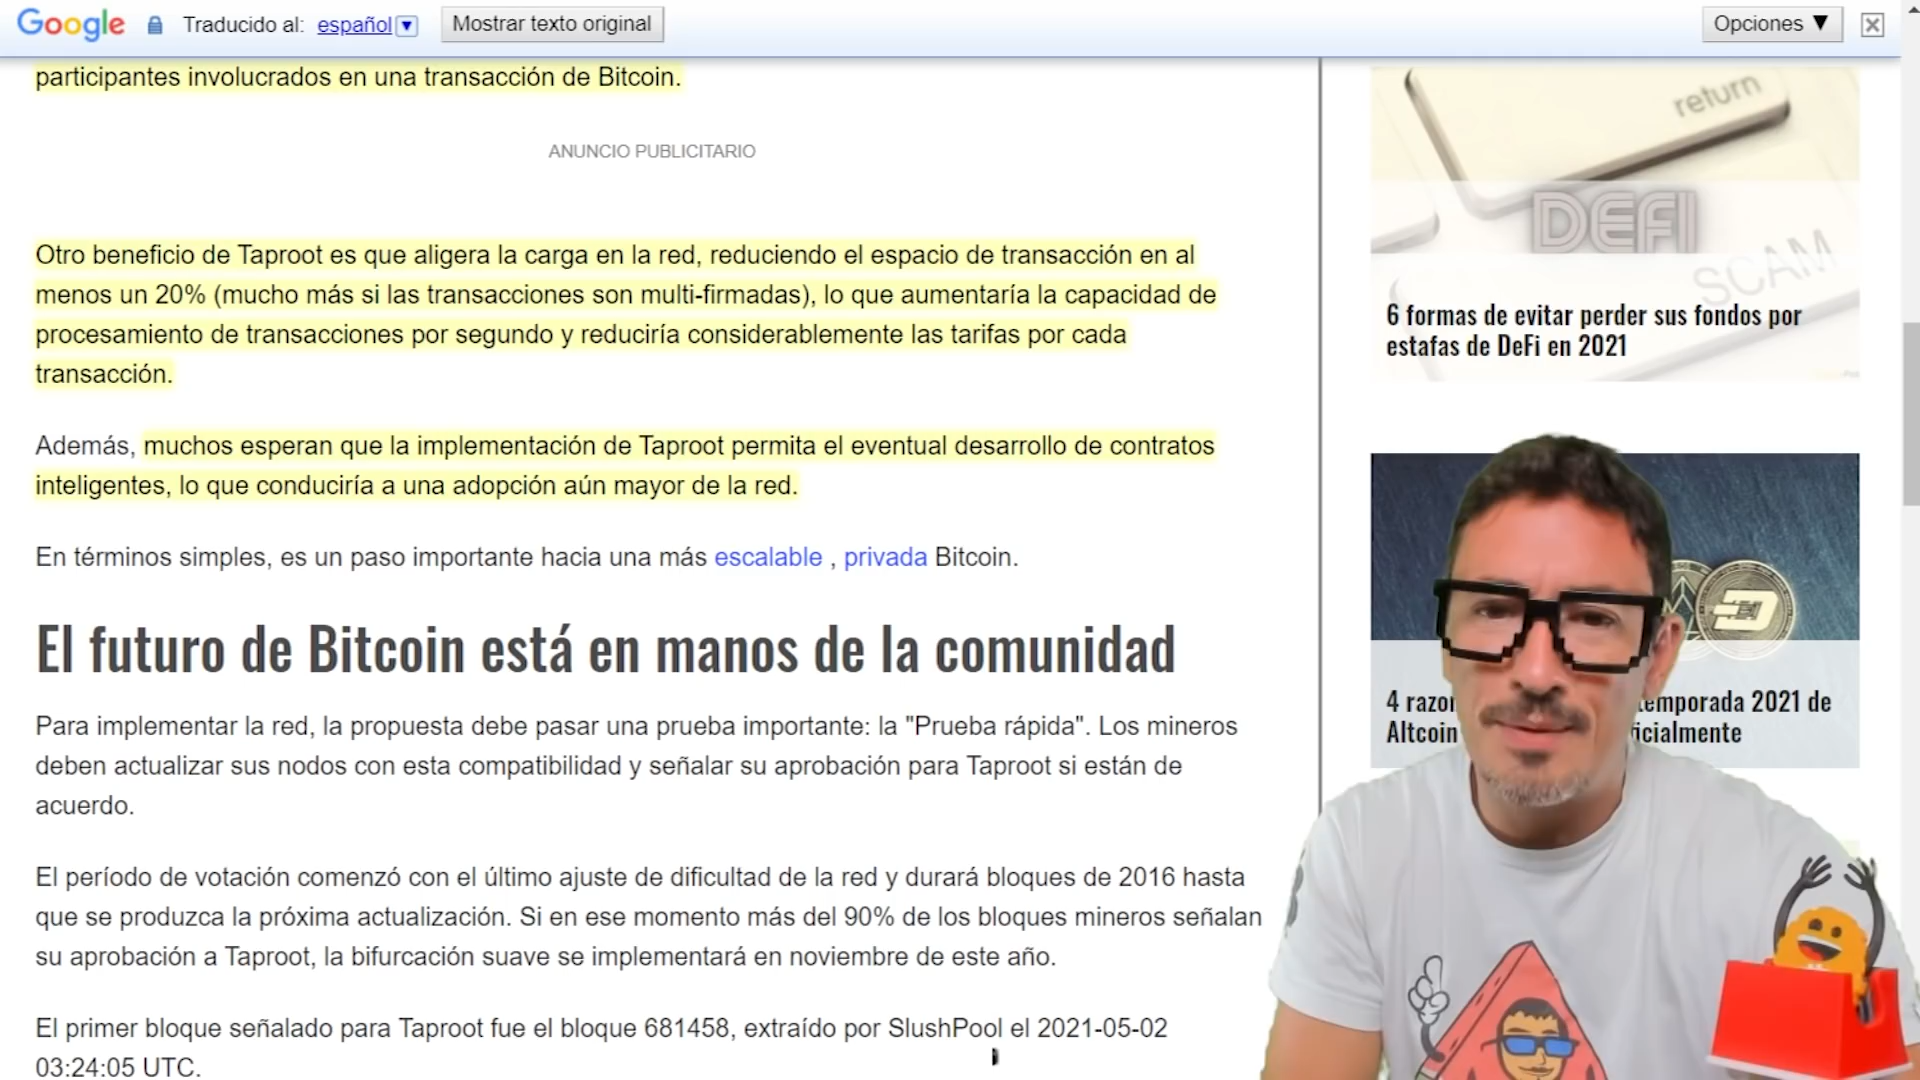 Google Traducido al: español Mostrar texto original Opciones ▼
participantes involucrados en una transacción de Bitcoin.
ANUNCIO PUBLICITARIO
Otro beneficio de Taproot es que aligera la carga en la red, reduciendo el espacio de transacción en al
menos un 20% (mucho más si las transacciones son multi-firmadas), lo que aumentaría la capacidad de
procesamiento de transacciones por segundo y reduciría considerablemente las tarifas por cada
transacción.
Además, muchos esperan que la implementación de Taproot permita el eventual desarrollo de contratos
inteligentes, lo que conduciría a una adopción aún mayor de la red.
En términos simples, es un paso importante hacia una más escalable , privada Bitcoin.
El futuro de Bitcoin está en manos de la comunidad
Para implementar la red, la propuesta debe pasar una prueba importante: la "Prueba rápida". Los mineros
deben actualizar sus nodos con esta compatibilidad y señalar su aprobación para Taproot si están de
acuerdo.
El período de votación comenzó con el último ajuste de dificultad de la red y durará bloques de 2016 hasta
que se produzca la próxima actualización. Si en ese momento más del 90% de los bloques mineros señalan
su aprobación a Taproot, la bifurcación suave se implementará en noviembre de este año.
El primer bloque señalado para Taproot fue el bloque 681458, extraído por SlushPool el 2021-05-02
03:24:05 UTC.
return
DEFI
SCAM
6 formas de evitar perder sus fondos por
estafas de DeFi en 2021
4 temporada 2021 de
Altcoin